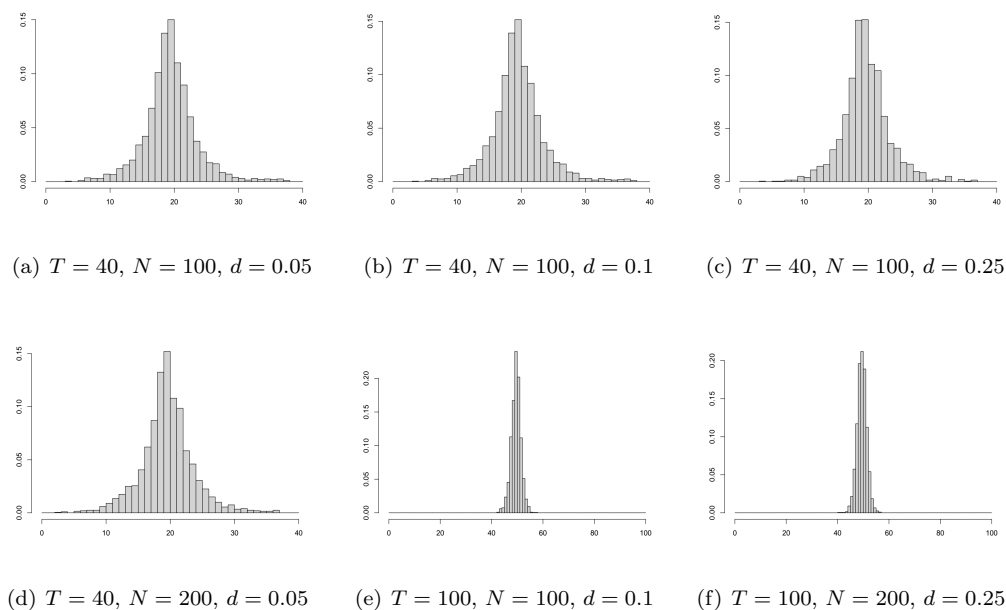 0.15
0.10
0.05
0.00
0 10 20 30 40
0.15
0.10
0.05
0.00
0 10 20 30 40
0.15
0.10
0.05
0.00
0 10 20 30 40
(a) T = 40, N = 100, d = 0.05
(b) T = 40, N = 100, d = 0.1
(c) T = 40, N = 100, d = 0.25
0.15
0.10
0.05
0.00
0 10 20 30 40
0.20
0.15
0.10
0.05
0.00
0 20 40 60 80 100
0.20
0.15
0.10
0.05
0.00
0 20 40 60 80 100
(d) T = 40, N = 200, d = 0.05
(e) T = 100, N = 100, d = 0.1
(f) T = 100, N = 200, d = 0.25